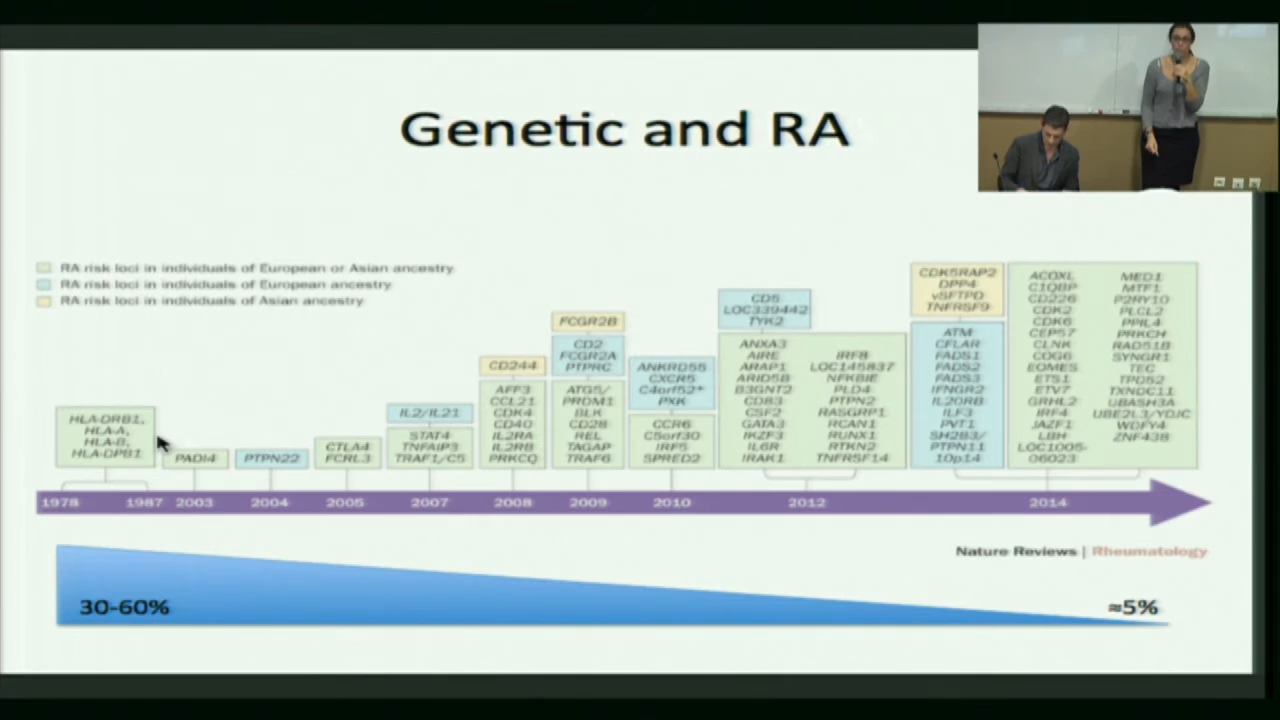 Genetic and RA
RA risk loci in individuals of European or Asian ancestry
RA risk loci in individuals of European ancestry
RA risk loci in individuals of Asian ancestry
HLA-DRB1,
HLA-A,
HLA-B,
HLA-DPB1
PADI4
PTPN22
CTLA4
FCRL3
IL2/IL21
STAT4
TNFAIP3
TRAF1/C5
CD244
AFF3
CCL21
CDK4
CD40
IL2RA
IL2RB
PRKCQ
FCGR2B
CD2
FCGR2A
PTPRC
ATG5/
PRDM1
BLK
CD28
REL
TAGAP
TRAF6
ANKRD55
CXCR5
C4orf52*
PXK
CCR6
C5orf30
IRF5
SPRED2
CD5
LOC339442
TYK2
ANXA3
AIRE
ARAP1
ARID5B
B3GNT2
CD83
CSF2
GATA3
IKZF3
IL6R
IRAK1
IRF8
LOC145837
NFKBIE
PLD4
PTPN2
RASGRP1
RCAN1
RUNX1
RTKN2
TNFRSF14
CDK5RAP2
DPP4
vSFTPD
TNFRSF9
ATM
CFLAR
FADS1
FADS2
FADS3
IFNGR2
IL20RB
ILF3
PVT1
SH2B3/
PTPN11
10p14
ACOXL
C1QBP
CD226
CDK2
CDK6
CEP57
CLNK
COG6
EOMES
ETS1
ETV7
GRHL2
IRF4
JAZF1
LBH
LOC1005-
06023
MED1
MTF1
P2RY10
PLCL2
PPIL4
PRKCH
RAD51B
SYNGR1
TEC
TPD52
TXNDC11
UBASH3A
UBE2L3/YDJC
WDFY4
ZNF438
1978 1987 2003 2004 2005 2007 2008 2009 2010 2012 2014
Nature Reviews | Rheumatology
30-60% ≈5%